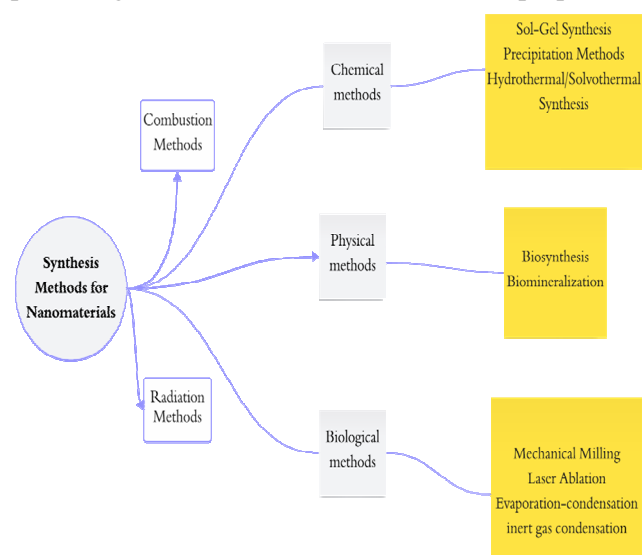 Sol-Gel Synthesis
Precipitation Methods
Hydrothermal/Solvothermal
Synthesis
Chemical
methods
Combustion
Methods
Physical
methods
Biosynthesis
Biomineralization
Synthesis
Methods for
Nanomaterials
Radiation
Methods
Biological
methods
Mechanical Milling
Laser Ablation
Evaporation-condensation
inert gas condensation